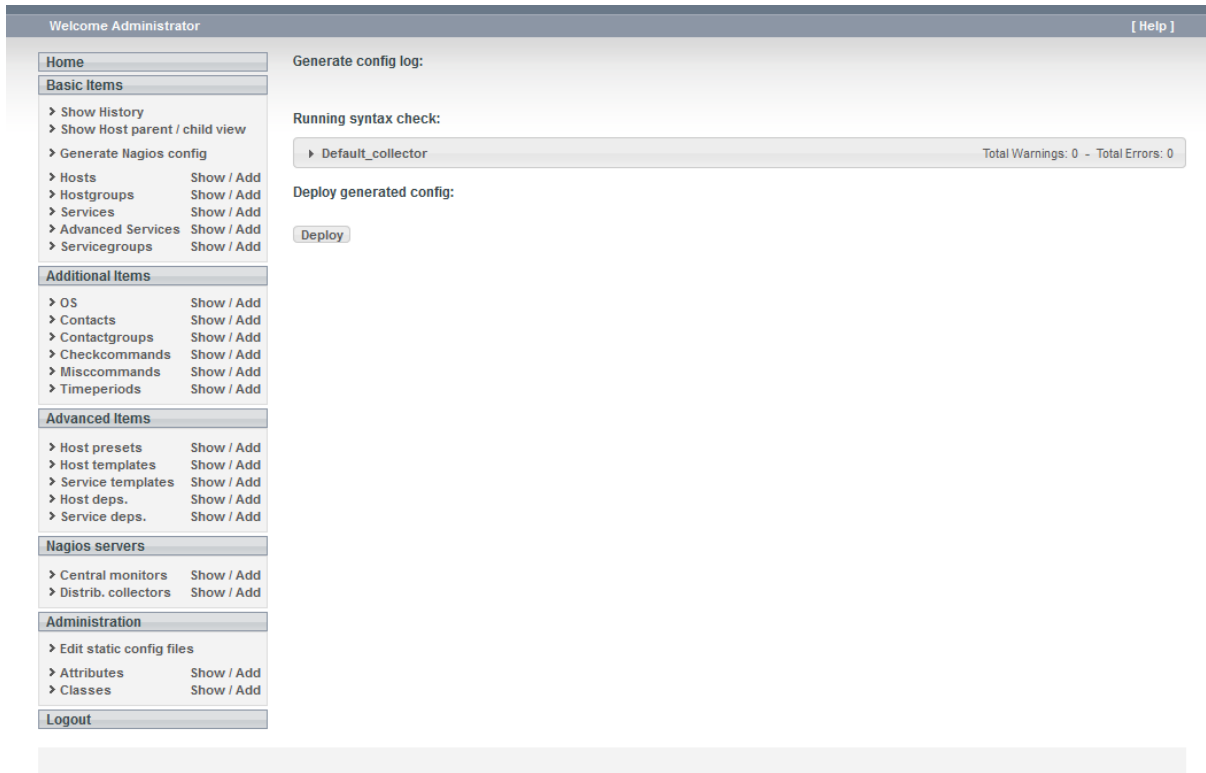 Welcome Administrator [ Help ]
Home
Basic Items
Show History
Show Host parent / child view
Generate Nagios config
Hosts Show / Add
Hostgroups Show / Add
Services Show / Add
Advanced Services Show / Add
Servicegroups Show / Add
Additional Items
OS Show / Add
Contacts Show / Add
Contactgroups Show / Add
Checkcommands Show / Add
Misccommands Show / Add
Timeperiods Show / Add
Advanced Items
Host presets Show / Add
Host templates Show / Add
Service templates Show / Add
Host deps. Show / Add
Service deps. Show / Add
Nagios servers
Central monitors Show / Add
Distrib. collectors Show / Add
Administration
Edit static config files
Attributes Show / Add
Classes Show / Add
Logout
Generate config log:
Running syntax check:
Default_collector Total Warnings: 0 - Total Errors: 0
Deploy generated config:
Deploy